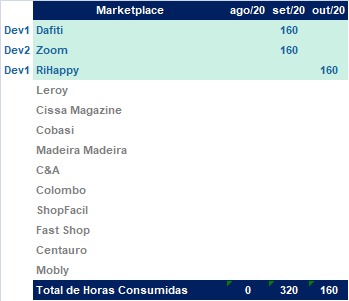 Marketplace ago/20 set/20 out/20
Dev1 Dafiti 160
Dev2 Zoom 160
Dev1 RiHappy 160
Leroy
Cissa Magazine
Cobasi
Madeira Madeira
C&A
Colombo
ShopFacil
Fast Shop
Centauro
Mobly
Total de Horas Consumidas 0 320 160